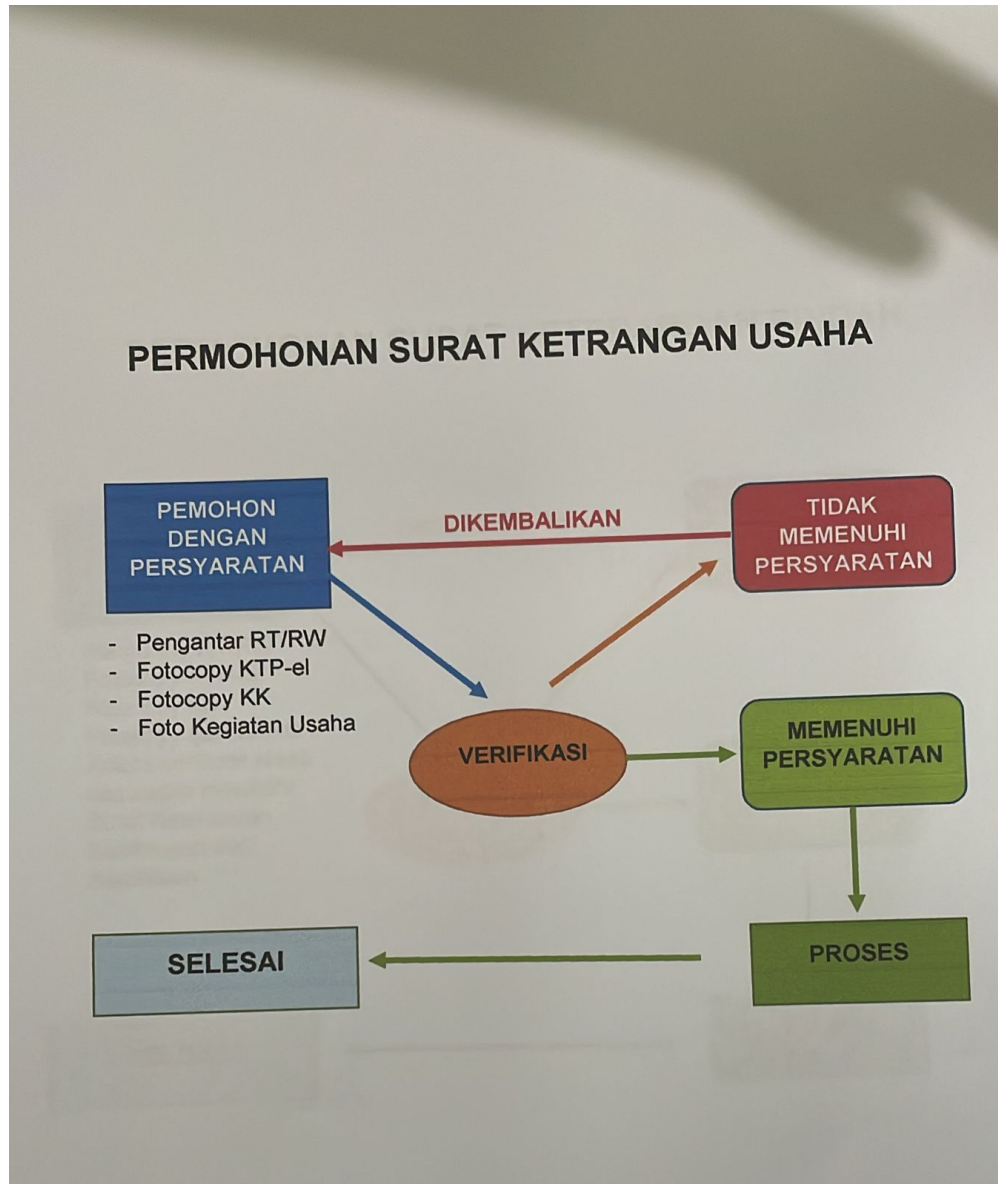 PERMOHONAN SURAT KETRANGAN USAHA
PEMOHON
DENGAN
PERSYARATAN
DIKEMBALIKAN
TIDAK
MEMENUHI
PERSYARATAN
- Pengantar RT/RW
- Fotocopy KTP-el
- Fotocopy KK
- Foto Kegiatan Usaha
VERIFIKASI
MEMENUHI
PERSYARATAN
SELESAI
PROSES